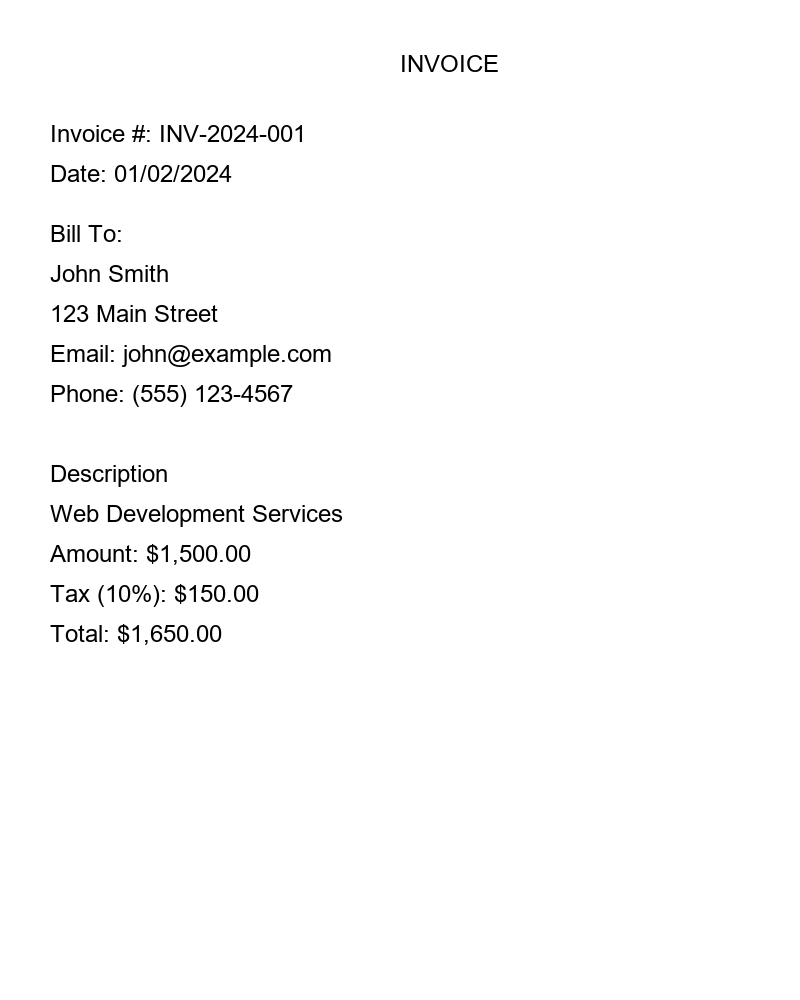 INVOICE
Invoice #: INV-2024-001
Date: 01/02/2024
Bill To:
John Smith
123 Main Street
Email: john@example.com
Phone: (555) 123-4567
Description
Web Development Services
Amount: $1,500.00
Tax (10%): $150.00
Total: $1,650.00